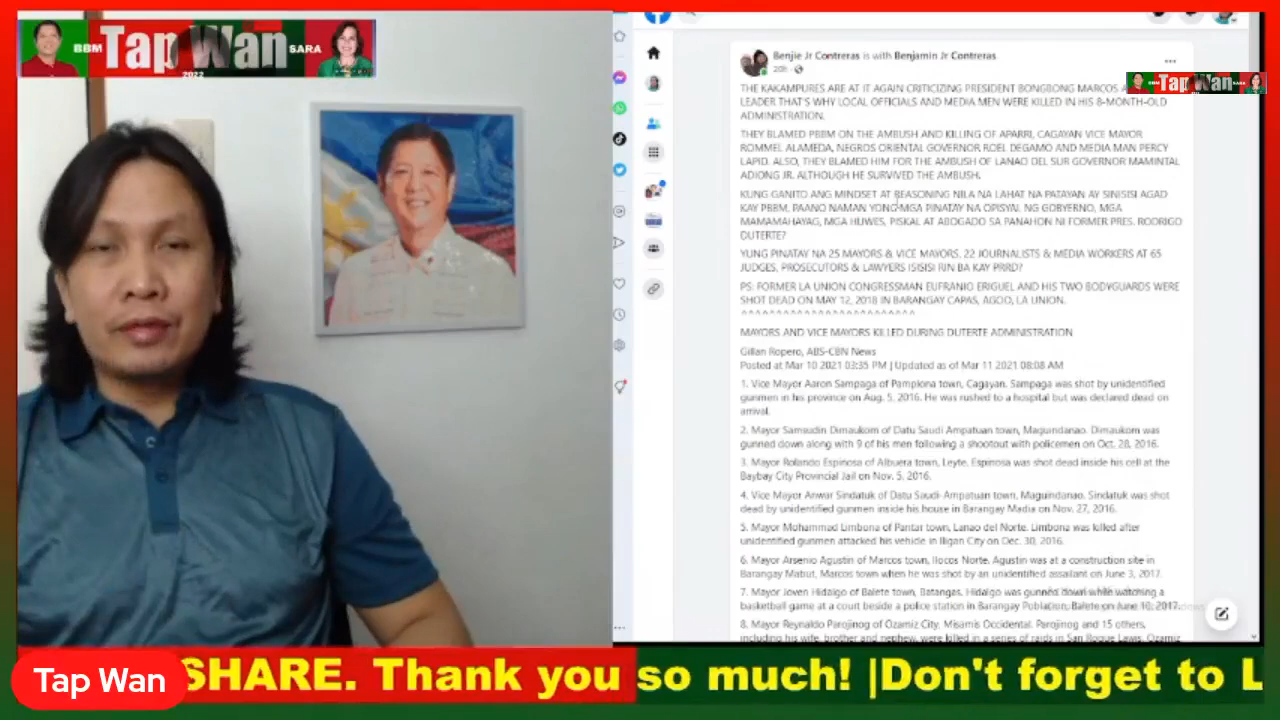 BBM Tap Wan SARA
2022
Benjie Jr Contreras is with Benjamin Jr Contreras
20h
THE KAKAMPURES ARE AT IT AGAIN CRITICIZING PRESIDENT BONGBONG MARCOS A
LEADER THAT'S WHY LOCAL OFFICIALS AND MEDIA MEN WERE KILLED IN HIS 8-MONTH-OLD
ADMINISTRATION.
THEY BLAMED PBBM ON THE AMBUSH AND KILLING OF APARRI, CAGAYAN VICE MAYOR
ROMMEL ALAMEDA, NEGROS ORIENTAL GOVERNOR ROEL DEGAMO AND MEDIA MAN PERCY
LAPID. ALSO, THEY BLAMED HIM FOR THE AMBUSH OF LANAO DEL SUR GOVERNOR MAMINTAL
ADIONG JR. ALTHOUGH HE SURVIVED THE AMBUSH.
KUNG GANITO ANG MINDSET AT REASONING NILA NA LAHAT NA PATAYAN AY SINISISI AGAD
KAY PBBM, PAANO NAMAN YONG MGA PINATAY NA OPISYAL NG GOBYERNO, MGA
MAMAMAHAYAG, MGA HUWES, PISKAL AT ABOGADO SA PANAHON NI FORMER PRES. RODRIGO
DUTERTE?
YUNG PINATAY NA 25 MAYORS & VICE MAYORS, 22 JOURNALISTS & MEDIA WORKERS AT 65
JUDGES, PROSECUTORS & LAWYERS ISISISI RIN BA KAY PRRD?
PS: FORMER LA UNION CONGRESSMAN EUFRANIO ERIGUEL AND HIS TWO BODYGUARDS WERE
SHOT DEAD ON MAY 12, 2018 IN BARANGAY CAPAS, AGOO, LA UNION.
^^^^^^^^^^^^^^^^^^^^^^^^^
MAYORS AND VICE MAYORS KILLED DURING DUTERTE ADMINISTRATION
Gillan Ropero, ABS-CBN News
Posted at Mar 10 2021 03:35 PM | Updated as of Mar 11 2021 08:08 AM
1. Vice Mayor Aaron Sampaga of Pamplona town, Cagayan. Sampaga was shot by unidentified
gunmen in his province on Aug. 5, 2016. He was rushed to a hospital but was declared dead on
arrival.
2. Mayor Samsudin Dimaukom of Datu Saudi Ampatuan town, Maguindanao. Dimaukom was
gunned down along with 9 of his men following a shootout with policemen on Oct. 28, 2016.
3. Mayor Rolando Espinosa of Albuera town, Leyte. Espinosa was shot dead inside his cell at the
Baybay City Provincial Jail on Nov. 5, 2016.
4. Vice Mayor Anwar Sindatuk of Datu Saudi-Ampatuan town, Maguindanao. Sindatuk was shot
dead by unidentified gunmen inside his house in Barangay Madia on Nov. 27, 2016.
5. Mayor Mohammad Limbona of Pantar town, Lanao del Norte. Limbona was killed after
unidentified gunmen attacked his vehicle in Iligan City on Dec. 30, 2016.
6. Mayor Arsenio Agustin of Marcos town, Ilocos Norte. Agustin was at a construction site in
Barangay Mabut, Marcos town when he was shot by an unidentified assailant on June 3, 2017.
7. Mayor Joven Hidalgo of Balete town, Batangas. Hidalgo was gunned down while watching a
basketball game at a court beside a police station in Barangay Poblacion, Balete on June 10, 2017.
8. Mayor Reynaldo Parojinog of Ozamiz City, Misamis Occidental. Parojinog and 15 others,
including his wife, brother and nephew, were killed in a series of raids in San Roque Lawis, Ozamiz
BBM Tap Wan SARA
Tap Wan
SHARE. Thank you so much! |Don't forget to L